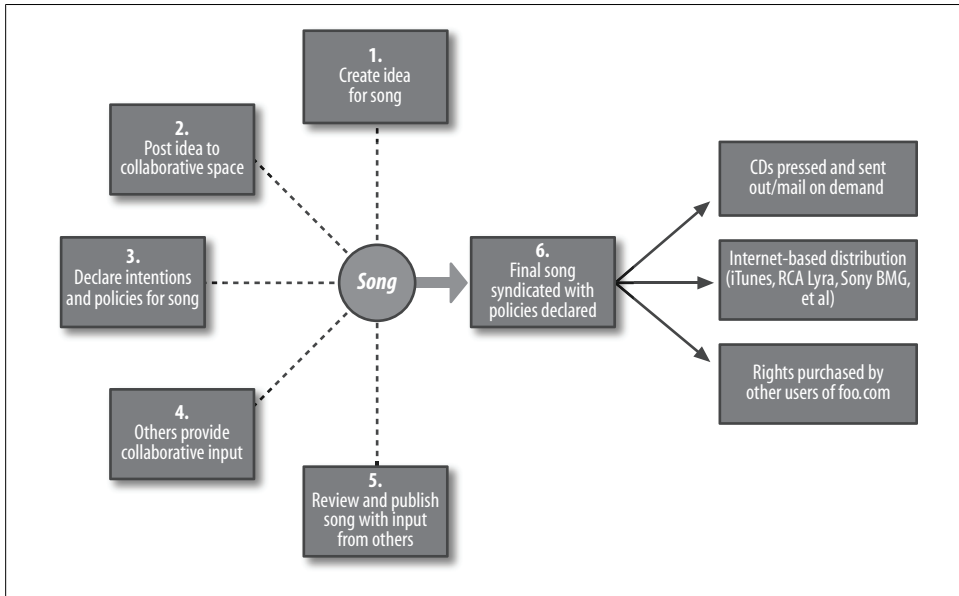 1.
Create idea
for song
2.
Post idea to
collaborative space
3.
Declare intentions
and policies for song
4.
Others provide
collaborative input
5.
Review and publish
song with input
from others
Song
6.
Final song
syndicated with
policies declared
CDs pressed and sent
out/mail on demand
Internet-based distribution
(iTunes, RCA Lyra, Sony BMG,
et al)
Rights purchased by
other users of foo.com